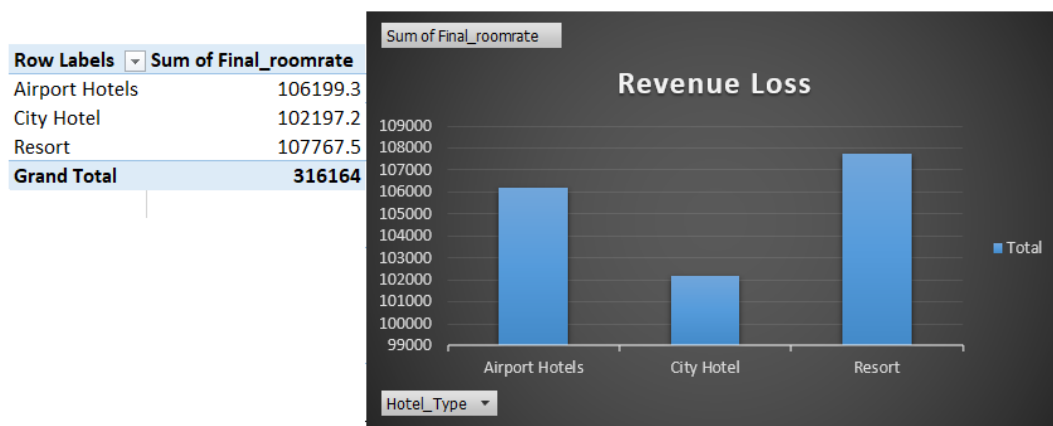 Row Labels Sum of Final_roomrate
Airport Hotels 106199.3
City Hotel 102197.2
Resort 107767.5
Grand Total 316164
Sum of Final_roomrate
Revenue Loss
109000
108000
107000
106000
105000
104000
103000
102000
101000
100000
99000
Airport Hotels City Hotel Resort
Total
Hotel_Type